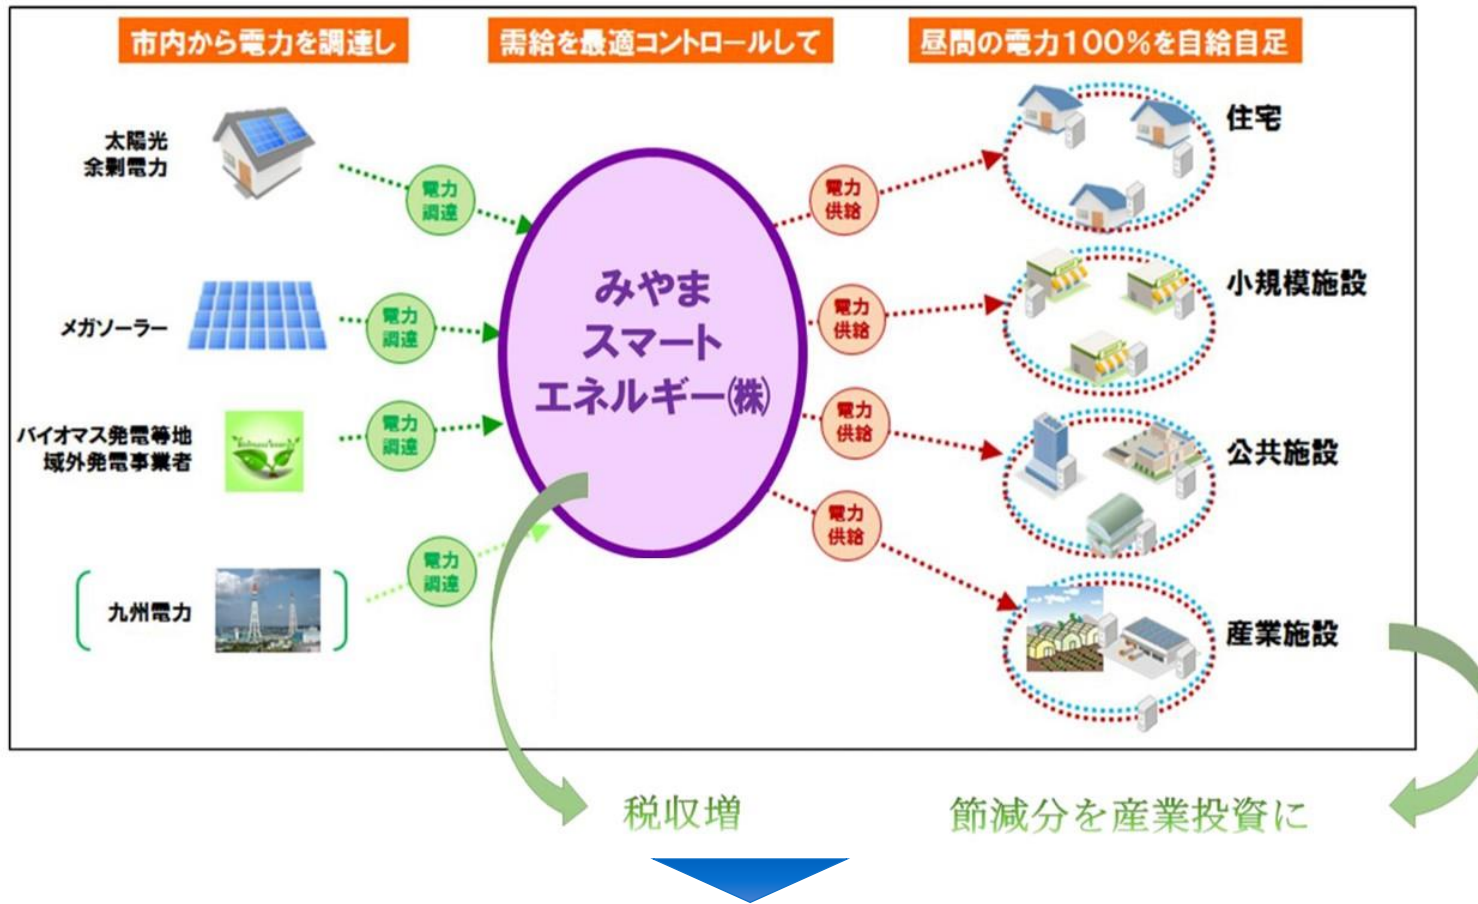 市内から電力を調達し
需給を最適コントロールして
昼間の電力100%を自給自足
太陽光
余剰電力
電力
調達
メガソーラー
電力
調達
バイオマス発電等地
域外発電事業者
電力
調達
九州電力
電力
調達
みやま
スマート
エネルギー㈱
電力
供給
住宅
電力
供給
小規模施設
電力
供給
公共施設
電力
供給
産業施設
税収増
節減分を産業投資に